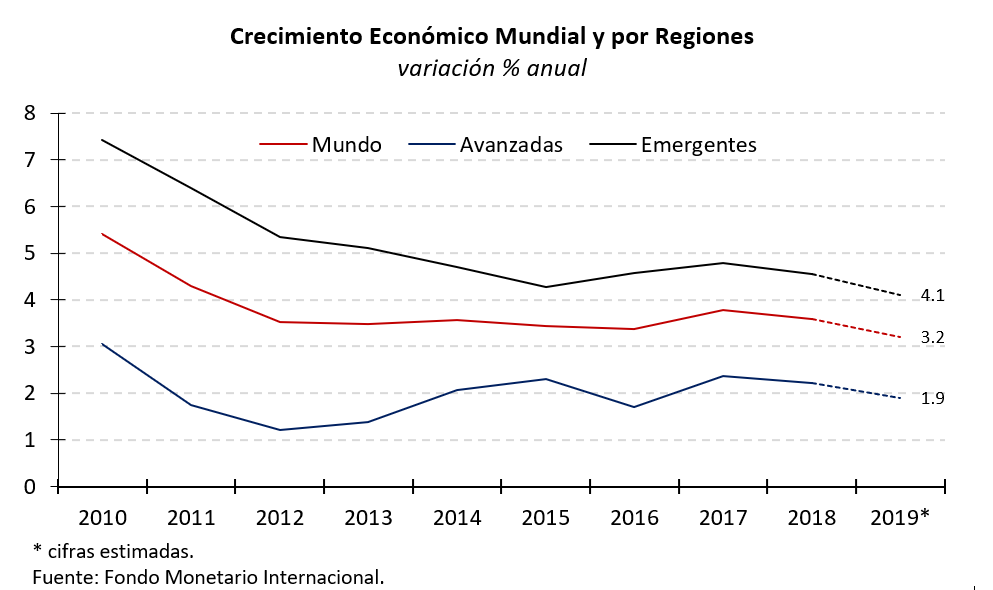 Crecimiento Económico Mundial y por Regiones
variación % anual
8
Mundo Avanzadas Emergentes
7
6
5
4
4.1
3.2
3
2
1.9
1
0
2010 2011 2012 2013 2014 2015 2016 2017 2018 2019*
* cifras estimadas.
Fuente: Fondo Monetario Internacional.